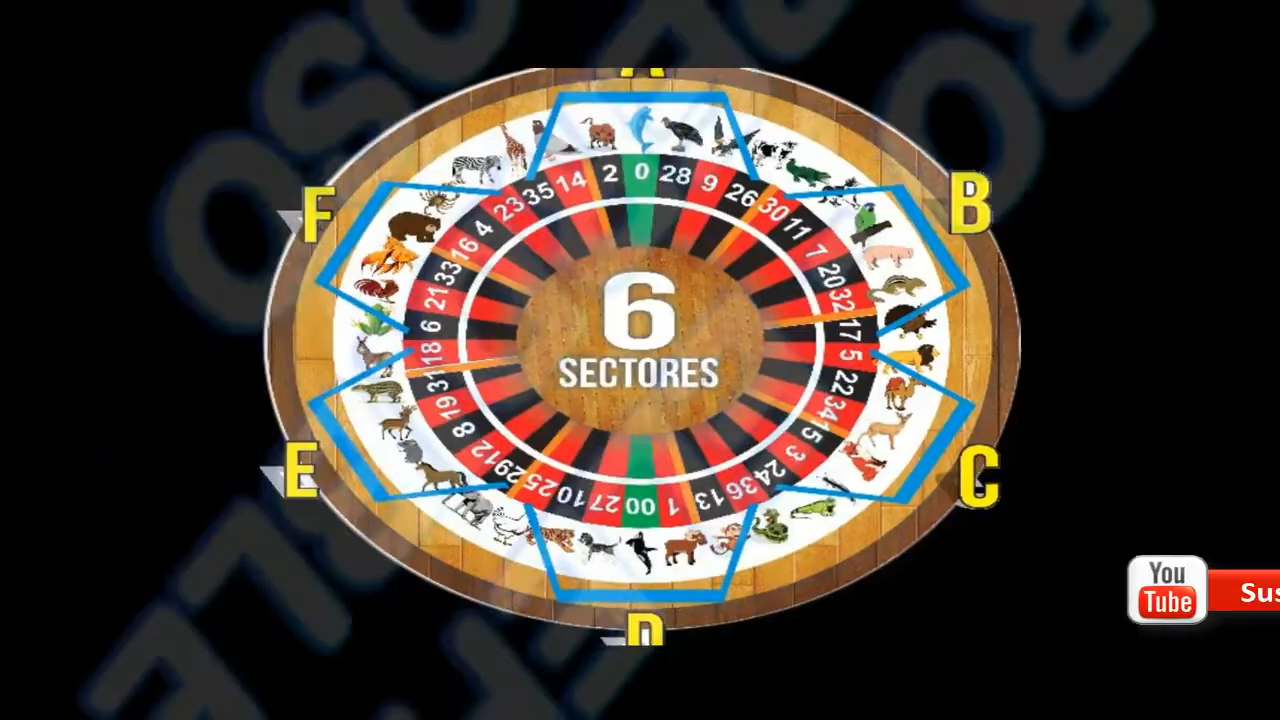 A
F
B
2 0 28 9 26 30 11 7 20 32 17 5 22 34 15 3 24 36 13 1 00 27 10 25 29 12 8 19 31 18 6 21 33 16 4 23 35 14
6
SECTORES
E
C
D
You
Tube
Sus
OSO